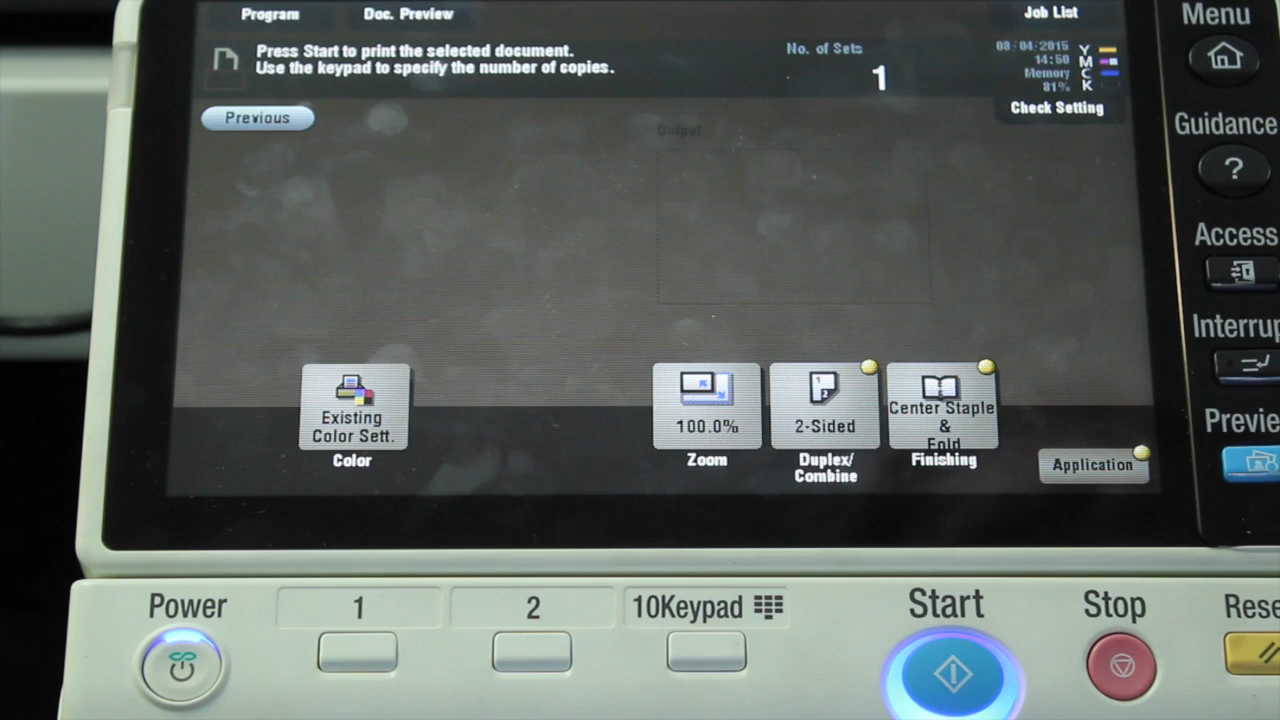 Program
Doc. Preview
Job List
Menu
Press Start to print the selected document.
Use the keypad to specify the number of copies.
No. of Sets
1
08/04/2015
14:50
Memory
81%
Y
M
C
K
Check Setting
Previous
Output
Guidance
?
Access
Interrup
Previe
Existing
Color Sett.
Color
100.0%
Zoom
1
2
2-Sided
Duplex/
Combine
Center Staple
&
Fold
Finishing
Application
Power
1
2
10Keypad
Start
Stop
Rese